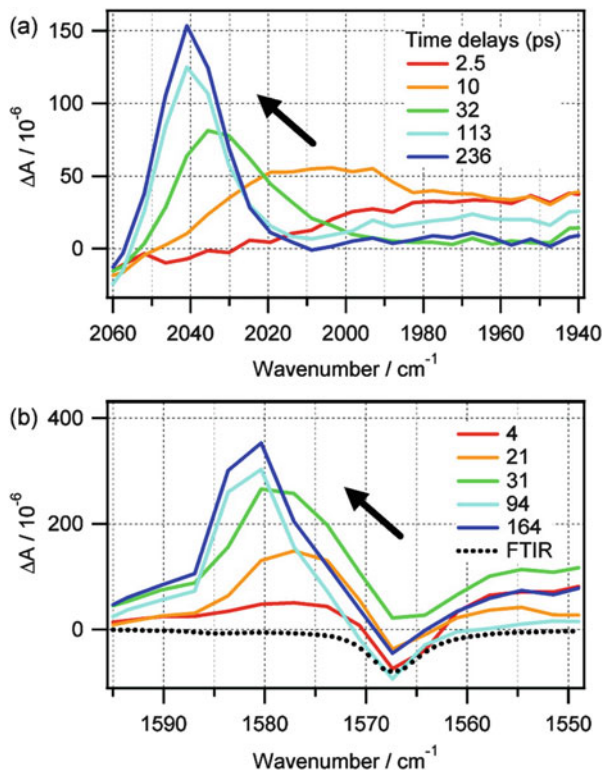 (a)
ΔA / 10⁻⁶
150
100
50
0
Time delays (ps)
2.5
10
32
113
236
2060 2040 2020 2000 1980 1960 1940
Wavenumber / cm⁻¹
(b)
ΔA / 10⁻⁶
400
200
0
4
21
31
94
164
FTIR
1590 1580 1570 1560 1550
Wavenumber / cm⁻¹